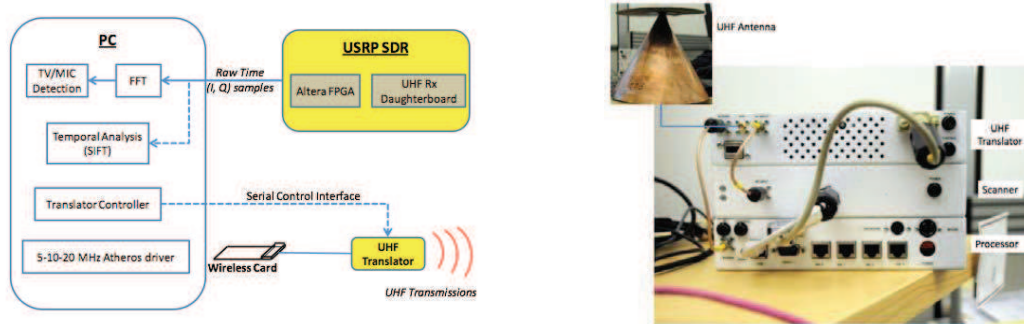 PC
TV/MIC
Detection
FFT
Temporal Analysis
(SIFT)
Translator Controller
5-10-20 MHz Atheros driver
Raw Time
(I, Q) samples
USRP SDR
Altera FPGA
UHF Rx
Daughterboard
Serial Control Interface
Wireless Card
UHF
Translator
UHF Transmissions
UHF Antenna
UHF
Translator
Scanner
Processor